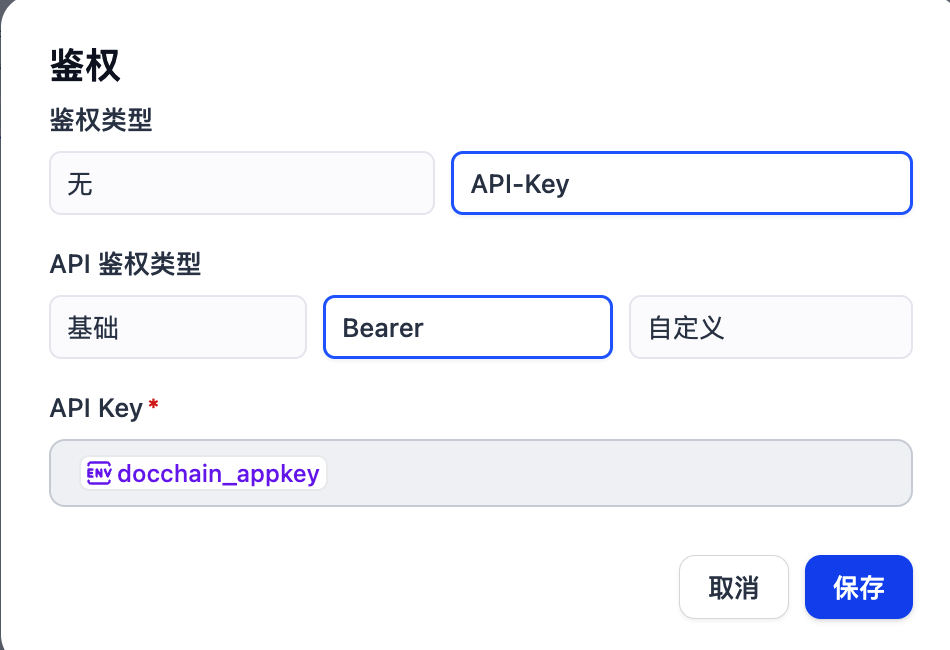 鉴权
鉴权类型
无
API-Key
API 鉴权类型
基础
Bearer
自定义
API Key *
ENV docchain_appkey
取消
保存